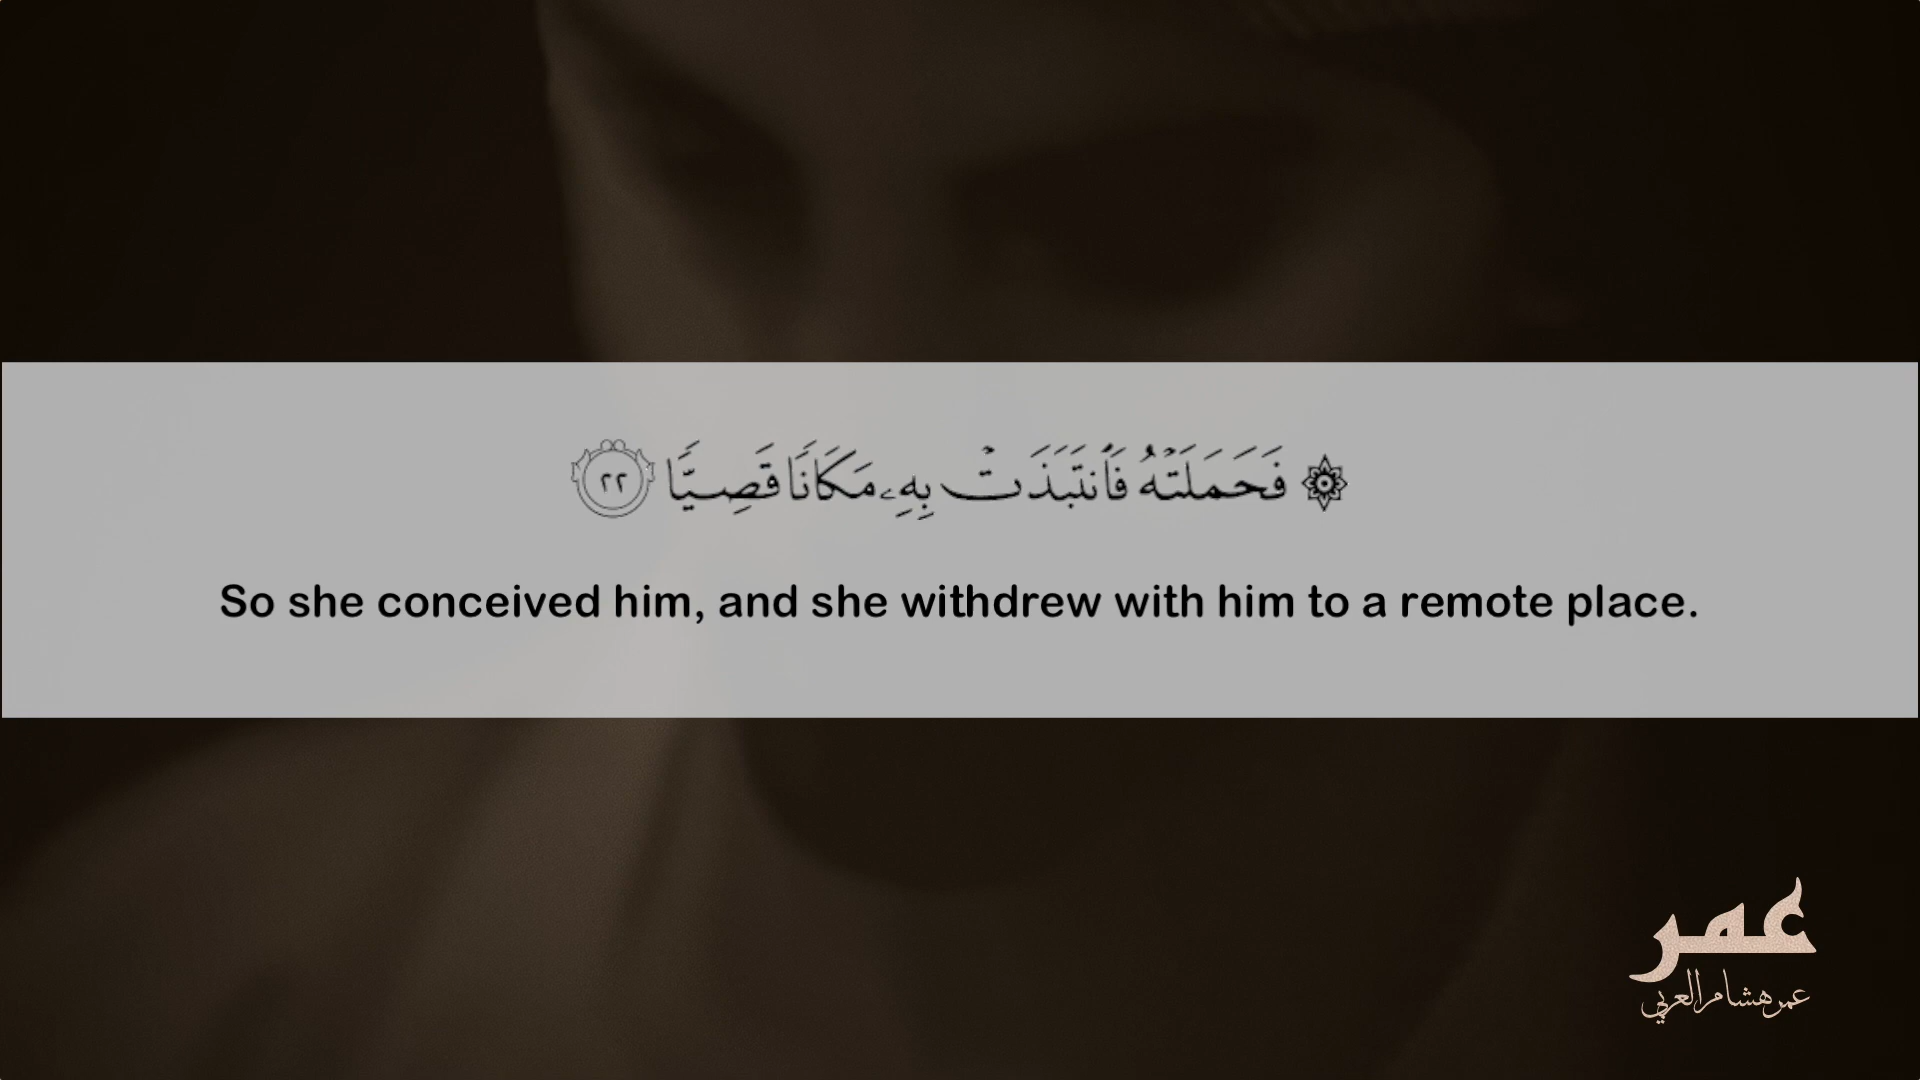 ۞ فَحَمَلَتْهُ فَٱنتَبَذَتْ بِهِۦ مَكَانًا قَصِيًّا ٢٢
So she conceived him, and she withdrew with him to a remote place.
عمر
عمر هشام العربي